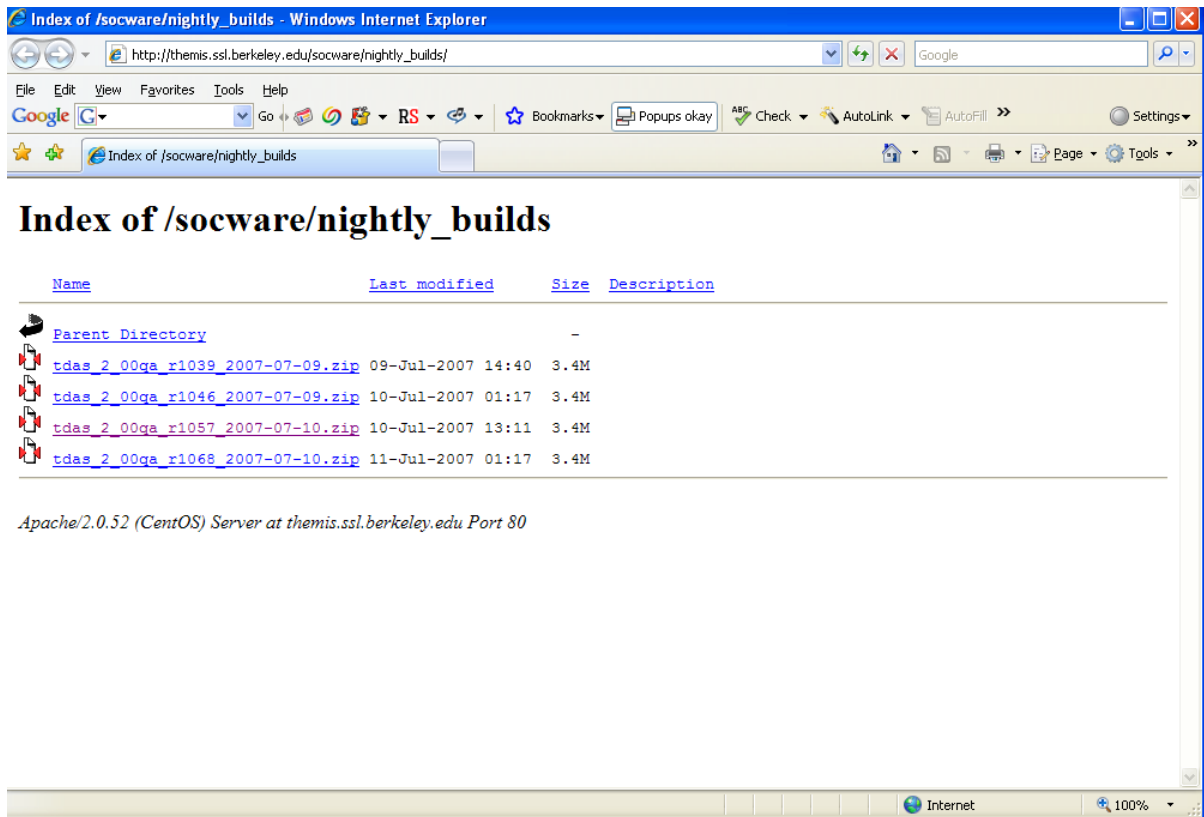 Index of /socware/nightly_builds - Windows Internet Explorer
http://themis.ssl.berkeley.edu/socware/nightly_builds/ Google
File Edit View Favorites Tools Help
Google G Go RS Bookmarks Popups okay ABC Check AutoLink AutoFill Settings
Index of /socware/nightly_builds Page Tools
Index of /socware/nightly_builds
Name Last modified Size Description
Parent Directory -
tdas_2_00qa_r1039_2007-07-09.zip 09-Jul-2007 14:40 3.4M
tdas_2_00qa_r1046_2007-07-09.zip 10-Jul-2007 01:17 3.4M
tdas_2_00qa_r1057_2007-07-10.zip 10-Jul-2007 13:11 3.4M
tdas_2_00qa_r1068_2007-07-10.zip 11-Jul-2007 01:17 3.4M
Apache/2.0.52 (CentOS) Server at themis.ssl.berkeley.edu Port 80
Internet 100%